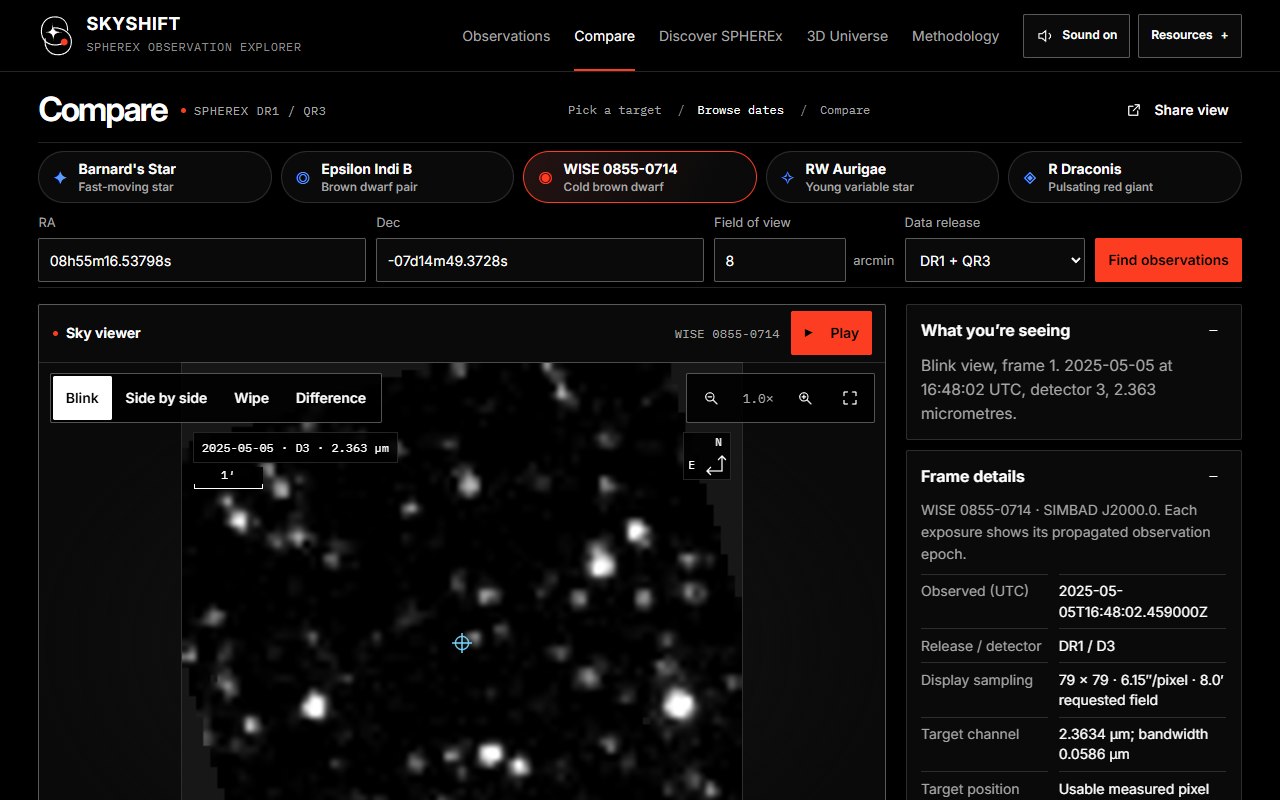 SKYSHIFT
SPHEREX OBSERVATION EXPLORER
Observations
Compare
Discover SPHEREx
3D Universe
Methodology
Sound on
Resources +
Compare
SPHEREX DR1 / QR3
Pick a target / Browse dates / Compare
Share view
Barnard's Star
Fast-moving star
Epsilon Indi B
Brown dwarf pair
WISE 0855-0714
Cold brown dwarf
RW Aurigae
Young variable star
R Draconis
Pulsating red giant
RA
08h55m16.53798s
Dec
-07d14m49.3728s
Field of view
8
arcmin
Data release
DR1 + QR3
Find observations
Sky viewer
WISE 0855-0714
Play
Blink
Side by side
Wipe
Difference
1.0×
2025-05-05 · D3 · 2.363 µm
1′
N
E
What you’re seeing
Blink view, frame 1. 2025-05-05 at
16:48:02 UTC, detector 3, 2.363
micrometres.
Frame details
WISE 0855-0714 · SIMBAD J2000.0. Each
exposure shows its propagated observation
epoch.
Observed (UTC)
2025-05-
05T16:48:02.459000Z
Release / detector
DR1 / D3
Display sampling
79 × 79 · 6.15″/pixel · 8.0′
requested field
Target channel
2.3634 µm; bandwidth
0.0586 µm
Target position
Usable measured pixel